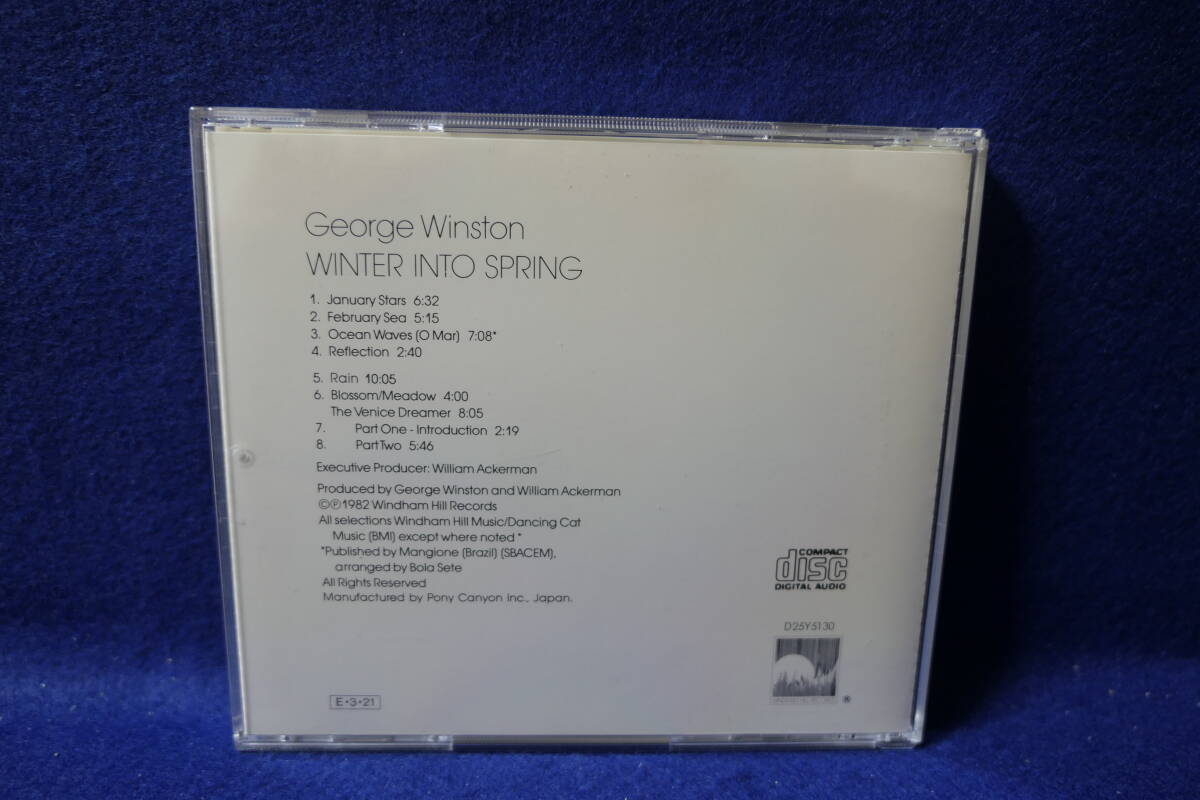 George Winston
WINTER INTO SPRING
1. January Stars 6:32
2. February Sea 5:15
3. Ocean Waves (O Mar) 7:08*
4. Reflection 2:40
5. Rain 10:05
6. Blossom/Meadow 4:00
The Venice Dreamer 8:05
7. Part One - Introduction 2:19
8. Part Two 5:46
Executive Producer: William Ackerman
Produced by George Winston and William Ackerman
©℗1982 Windham Hill Records
All selections Windham Hill Music/Dancing Cat
Music (BMI) except where noted *
*Published by Mangione (Brazil) (SBACEM),
arranged by Bola Sete
All Rights Reserved
Manufactured by Pony Canyon Inc., Japan.
COMPACT
disc
DIGITAL AUDIO
D25Y5130
®
E•3•21